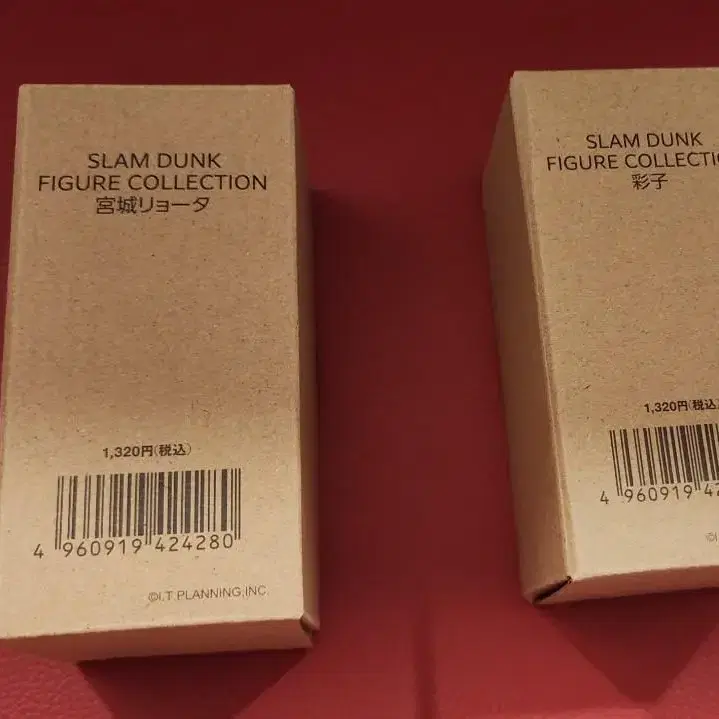 SLAM DUNK
FIGURE COLLECTION
宮城リョータ
1,320円(税込)
4 960919 424280
©I.T.PLANNING,INC.
SLAM DUNK
FIGURE
彩子
1,320円(税込)
4 960919 42
©I.